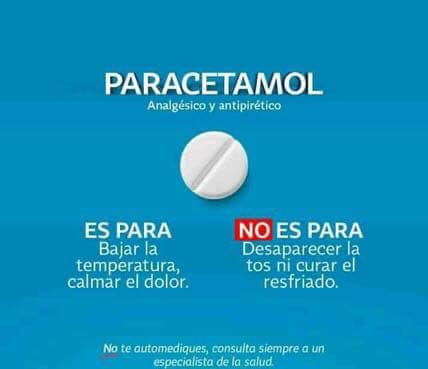 PARACETAMOL
Analgésico y antipirético
ES PARA
Bajar la
temperatura,
calmar el dolor.
NO ES PARA
Desaparecer la
tos ni curar el
resfriado.
No te automediques, consulta siempre a un
especialista de la salud.